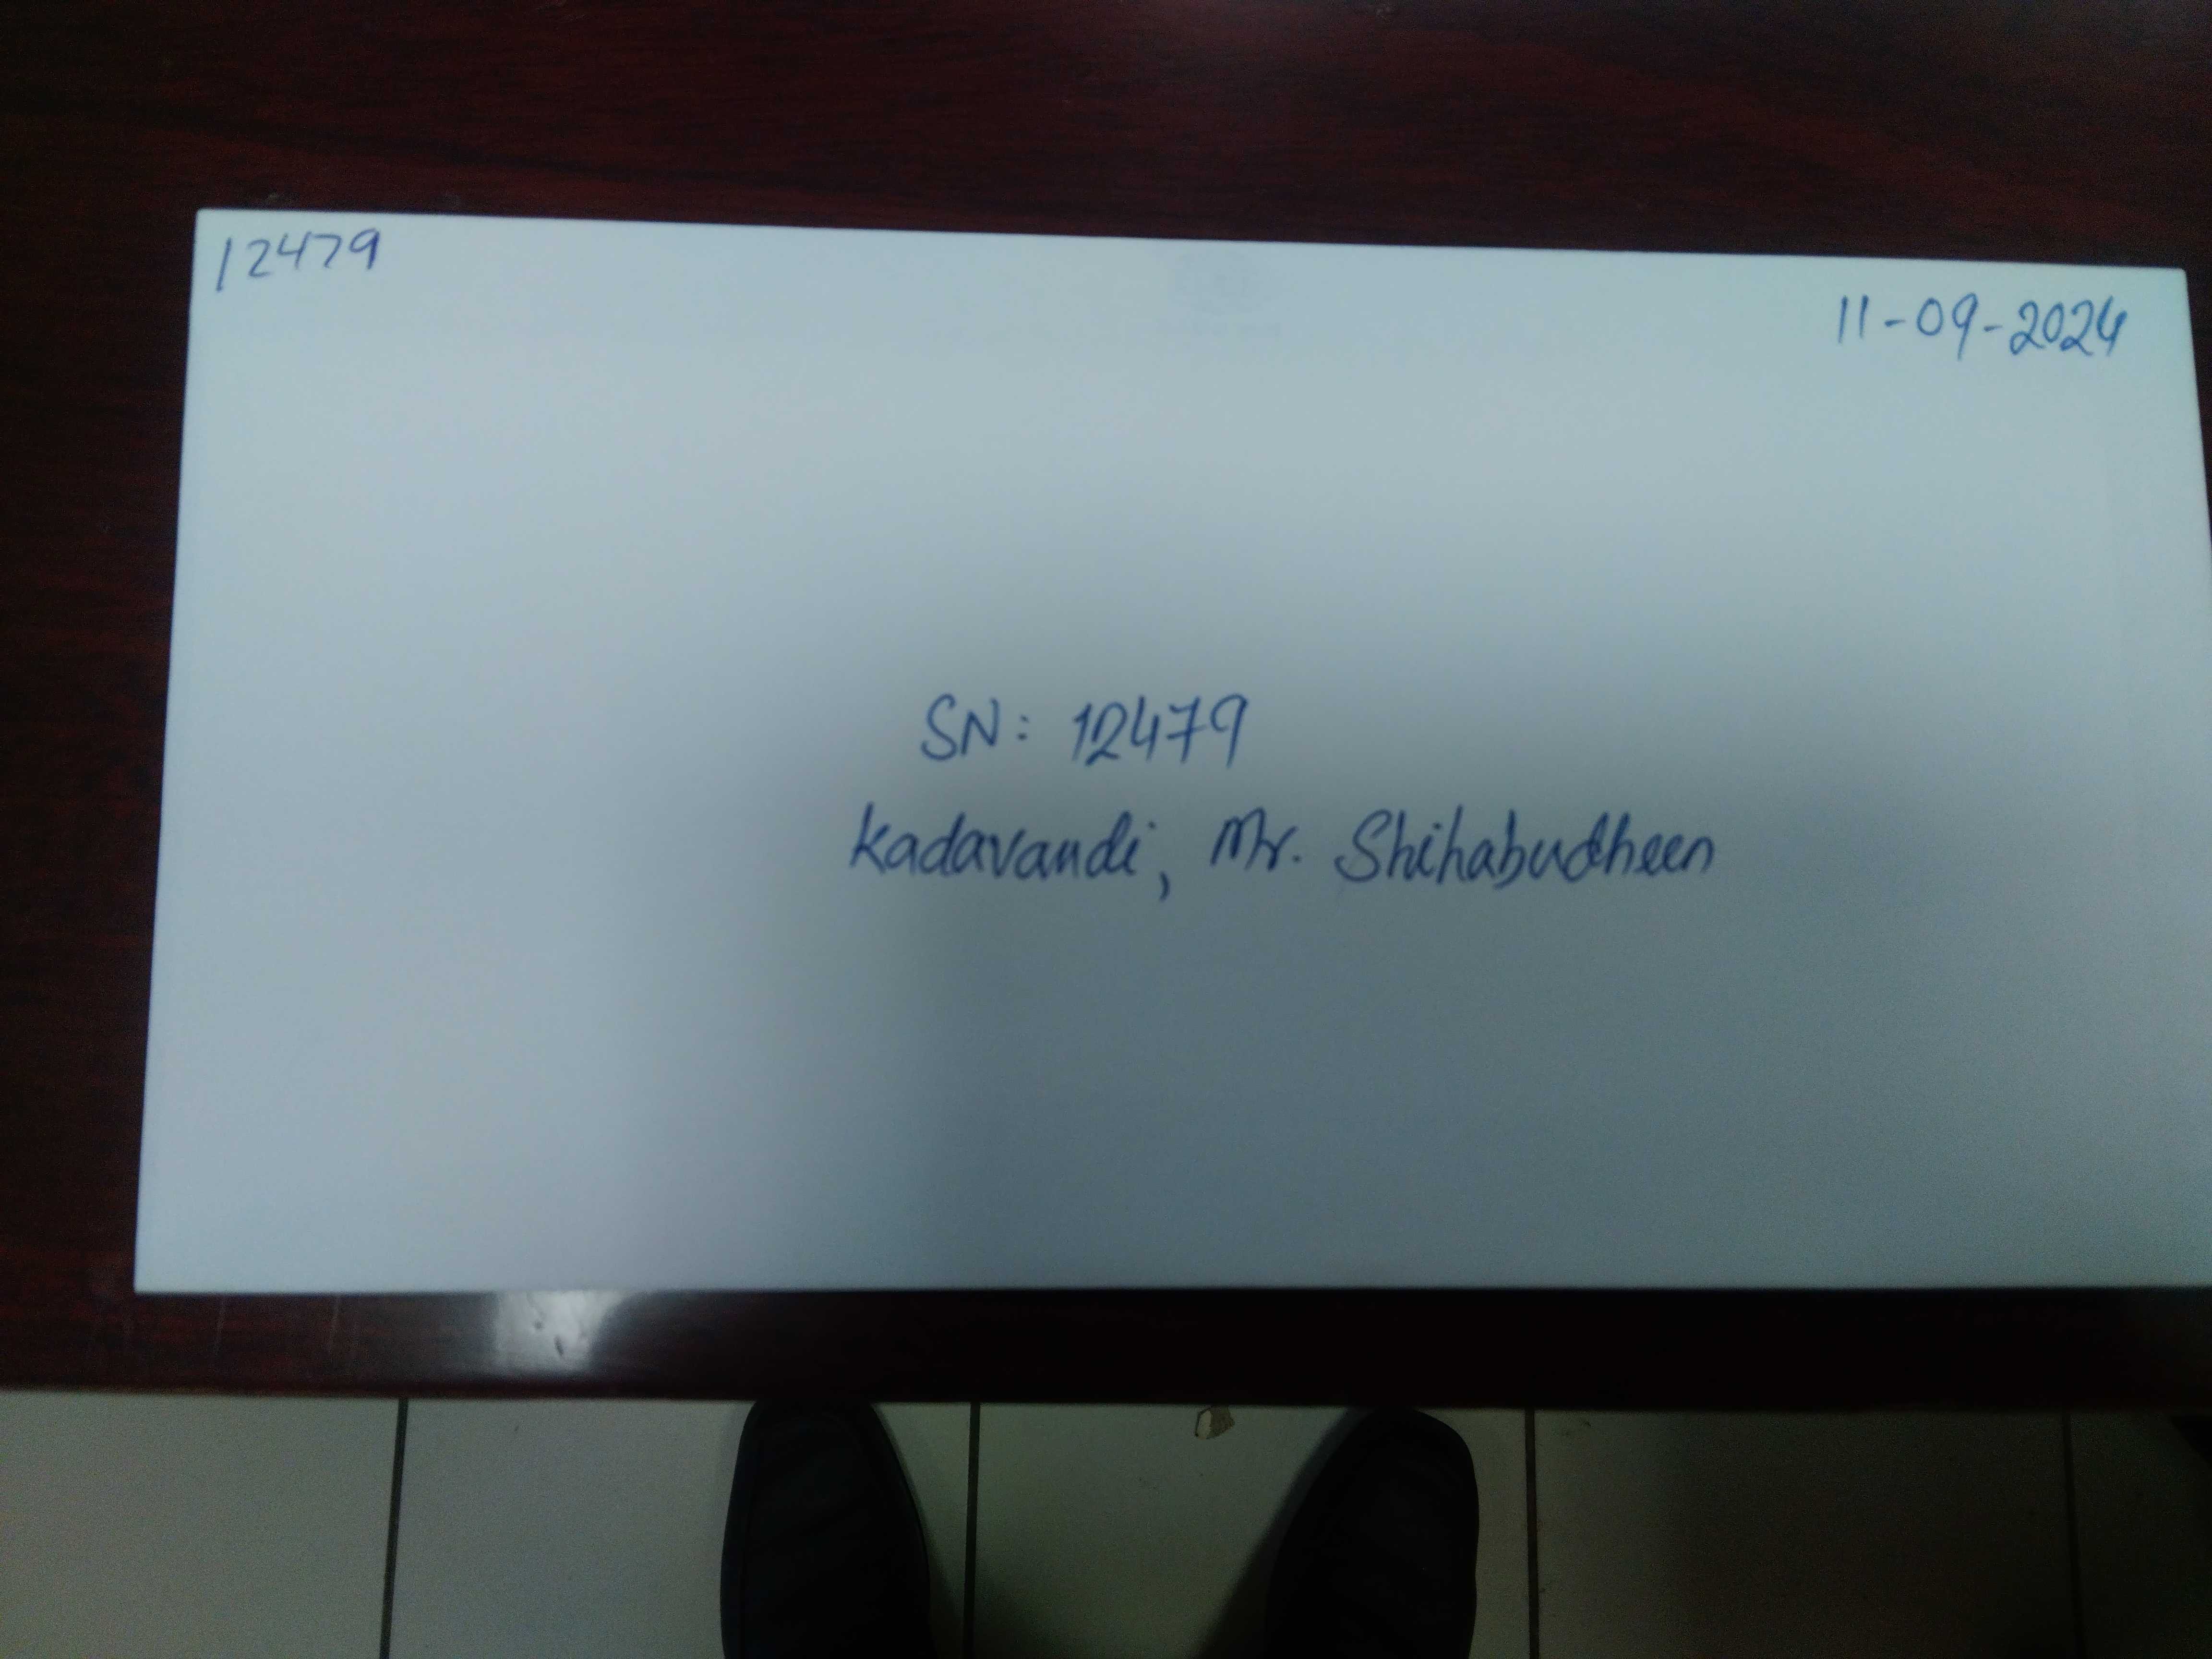 12479
11-09-2024
SN: 12479
Kadavandi, Mr. Shihabudheen